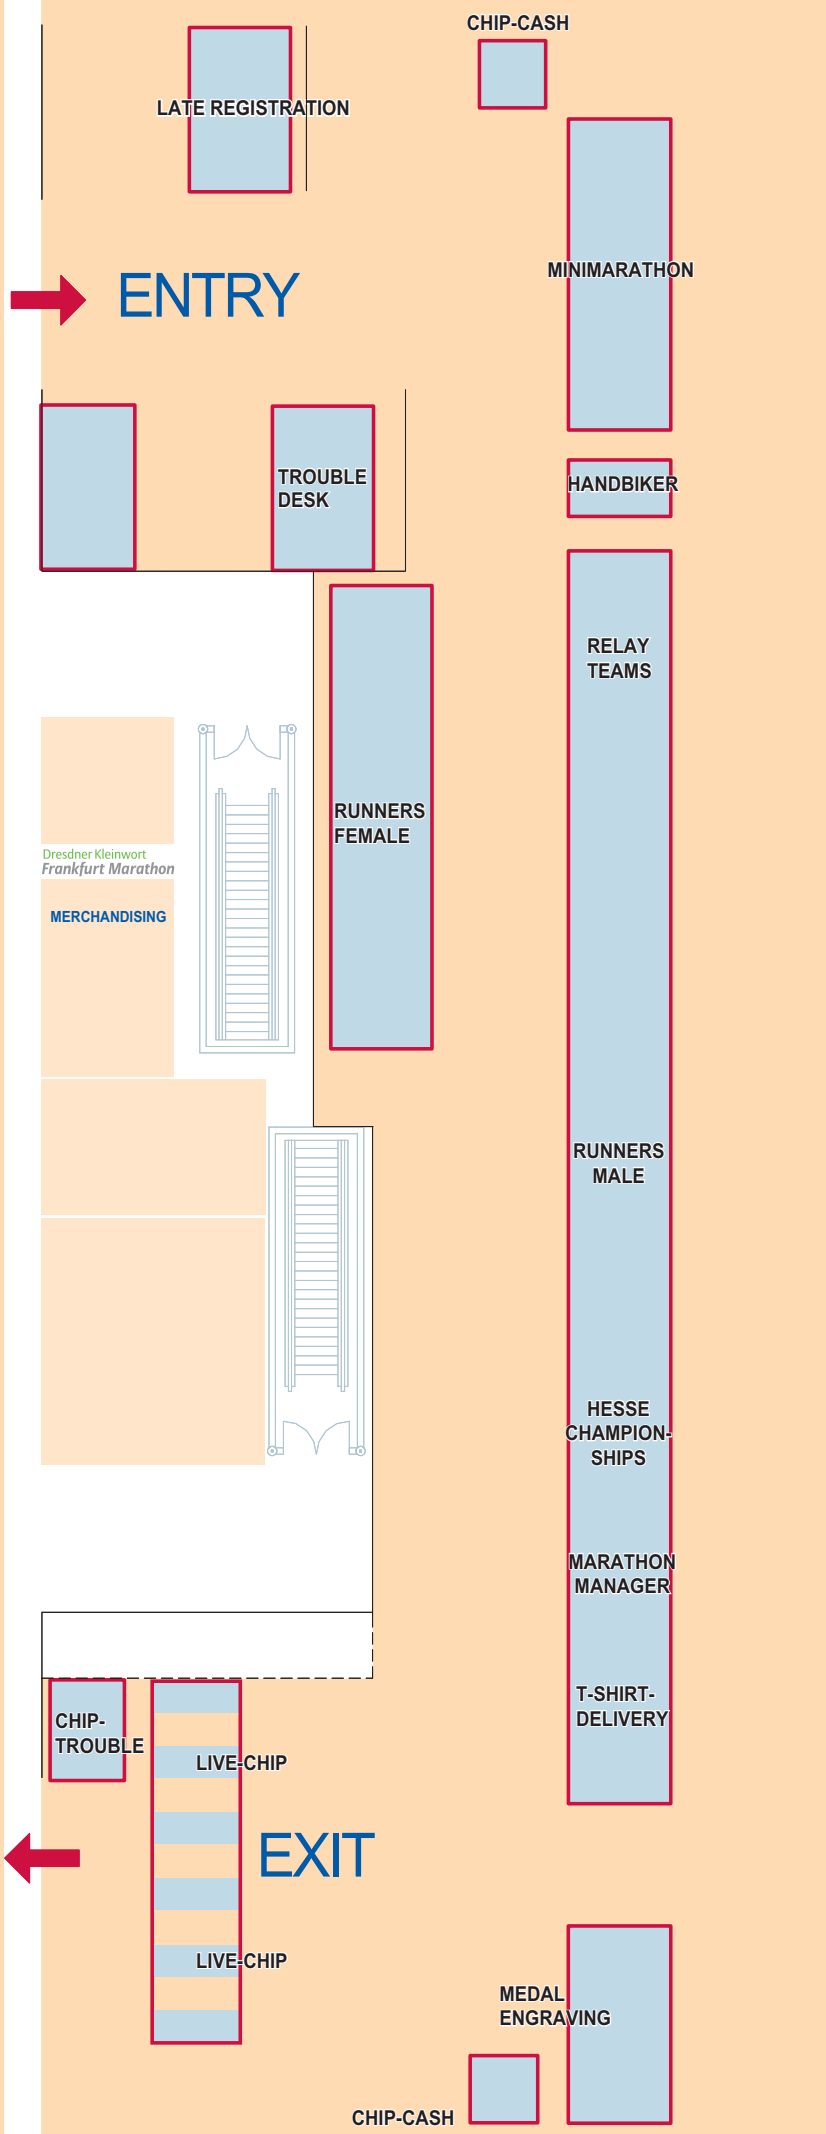 CHIP-CASH
LATE REGISTRATION
MINIMARATHON
ENTRY
TROUBLE
DESK
HANDBIKER
RELAY
TEAMS
RUNNERS
FEMALE
Dresdner Kleinwort
Frankfurt Marathon
MERCHANDISING
RUNNERS
MALE
HESSE
CHAMPION-
SHIPS
MARATHON
MANAGER
T-SHIRT-
DELIVERY
CHIP-
TROUBLE
LIVE-CHIP
EXIT
LIVE-CHIP
MEDAL
ENGRAVING
CHIP-CASH